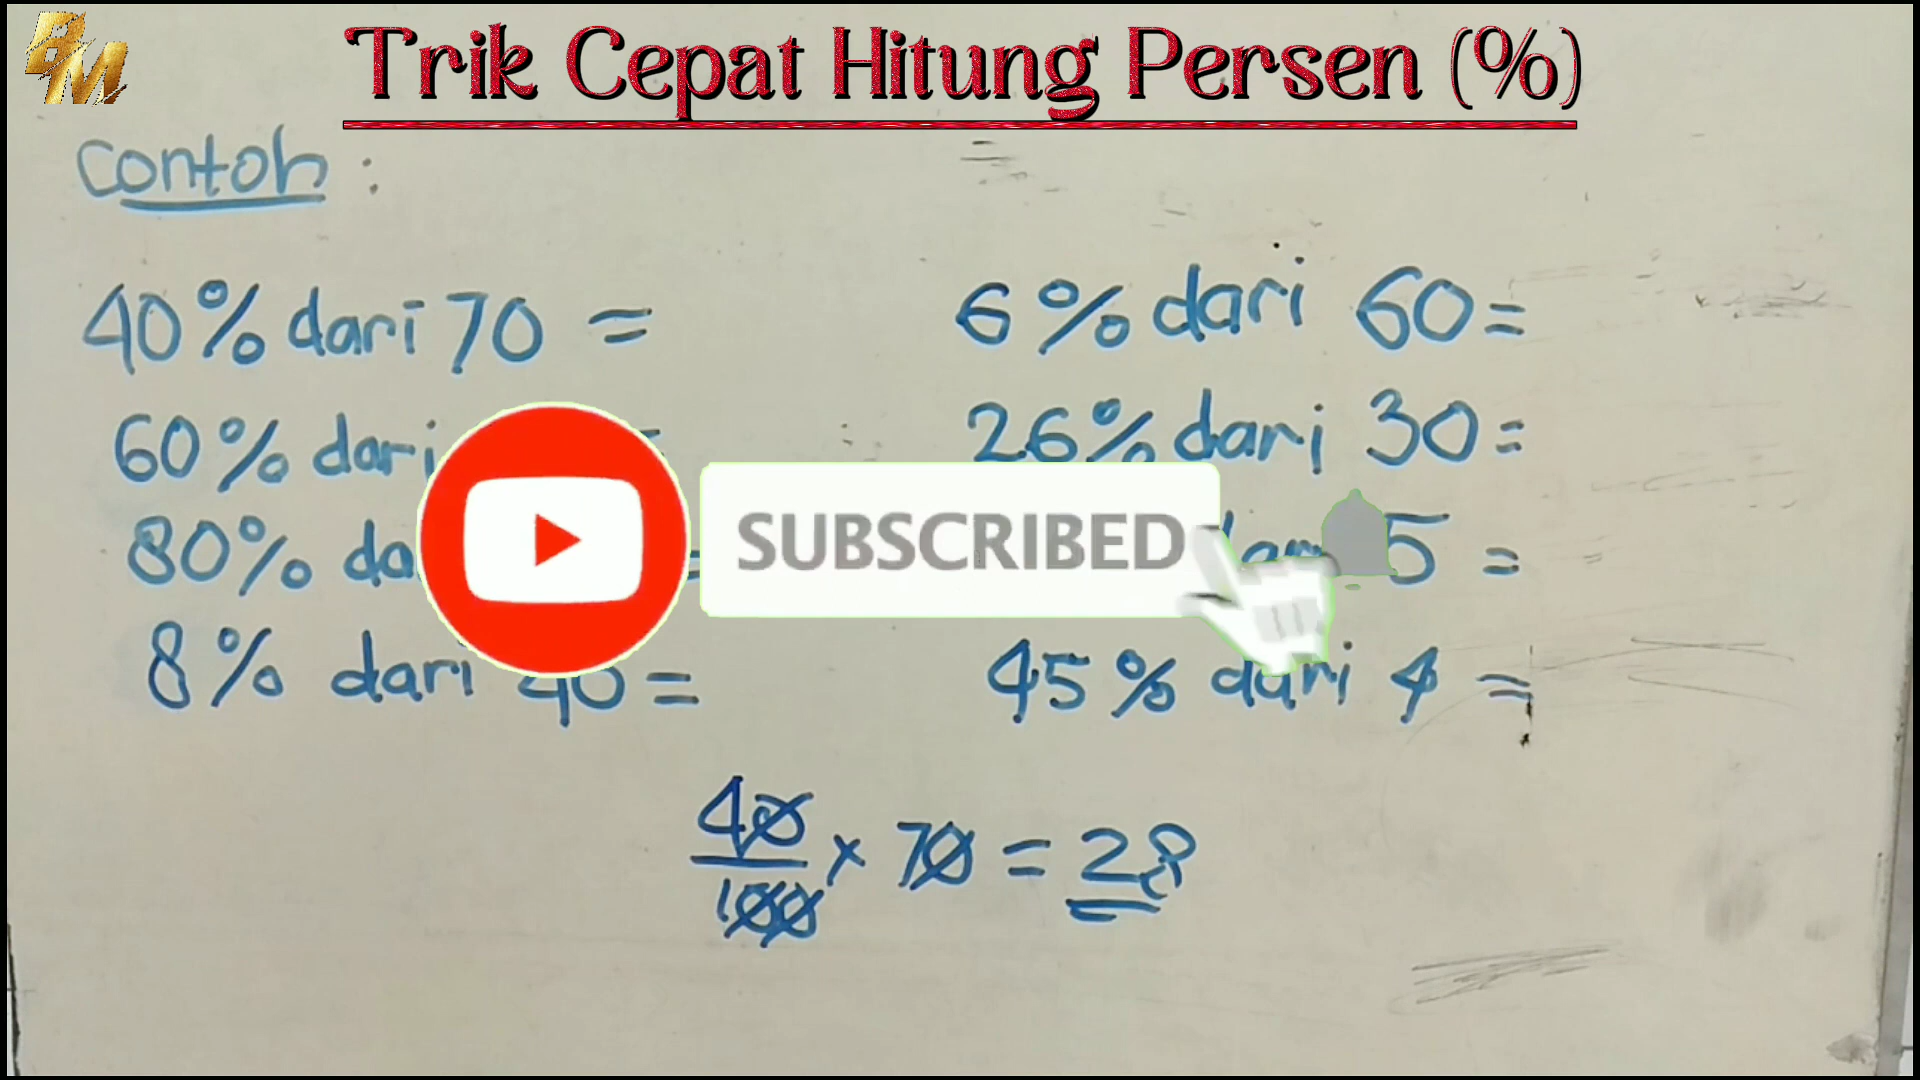 BM
Trik Cepat Hitung Persen (%)
Contoh :
40% dari 70 =
60% dari =
80% =
8% dari 40 =
6% dari 60 =
26% dari 30 =
5 =
45% dari 4 =
SUBSCRIBED
40/100 × 70 = 28